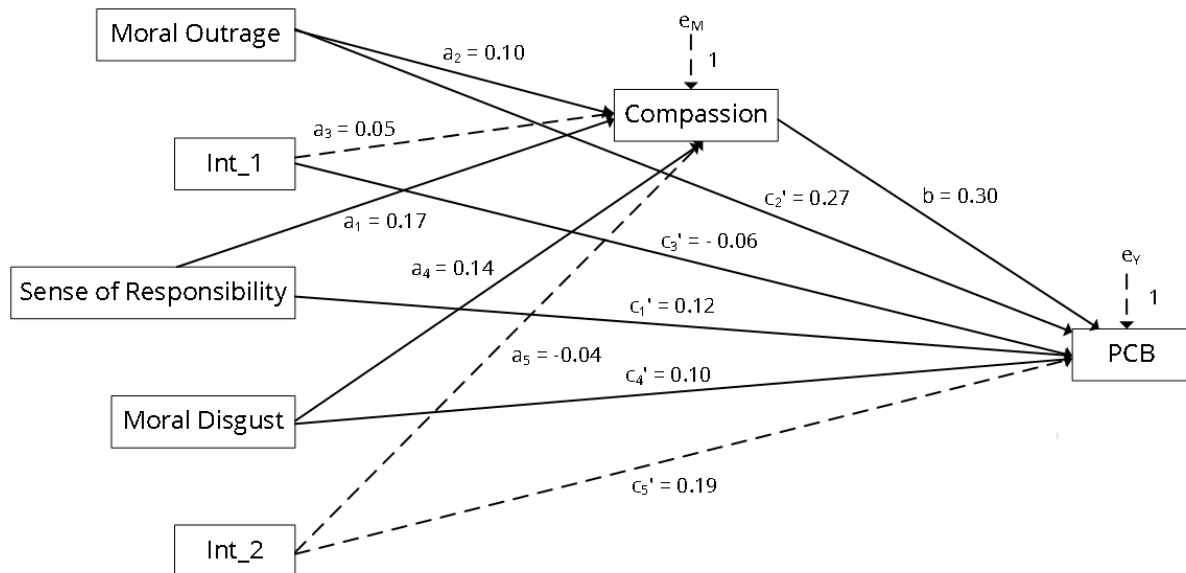 Moral Outrage
e_M
1
a₂ = 0.10
Compassion
a₃ = 0.05
Int_1
c₂' = 0.27
b = 0.30
a₁ = 0.17
c₃' = - 0.06
a₄ = 0.14
e_Y
1
Sense of Responsibility
c₁' = 0.12
a₅ = -0.04
PCB
c₄' = 0.10
Moral Disgust
c₅' = 0.19
Int_2